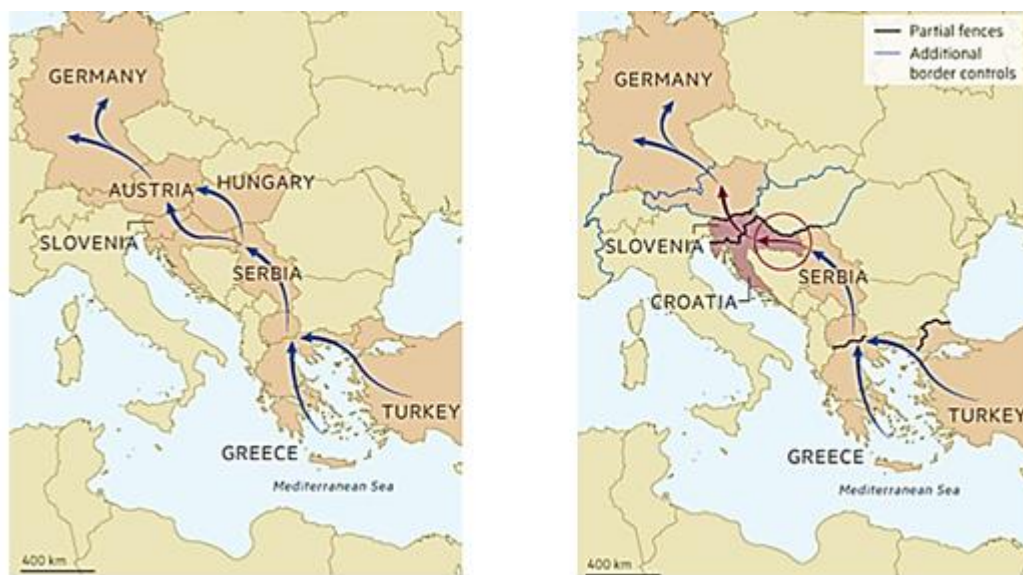 GERMANY
AUSTRIA
HUNGARY
SLOVENIA
SERBIA
TURKEY
GREECE
Mediterranean Sea
400 km
Partial fences
Additional
border controls
GERMANY
SLOVENIA
SERBIA
CROATIA
TURKEY
GREECE
Mediterranean Sea
400 km